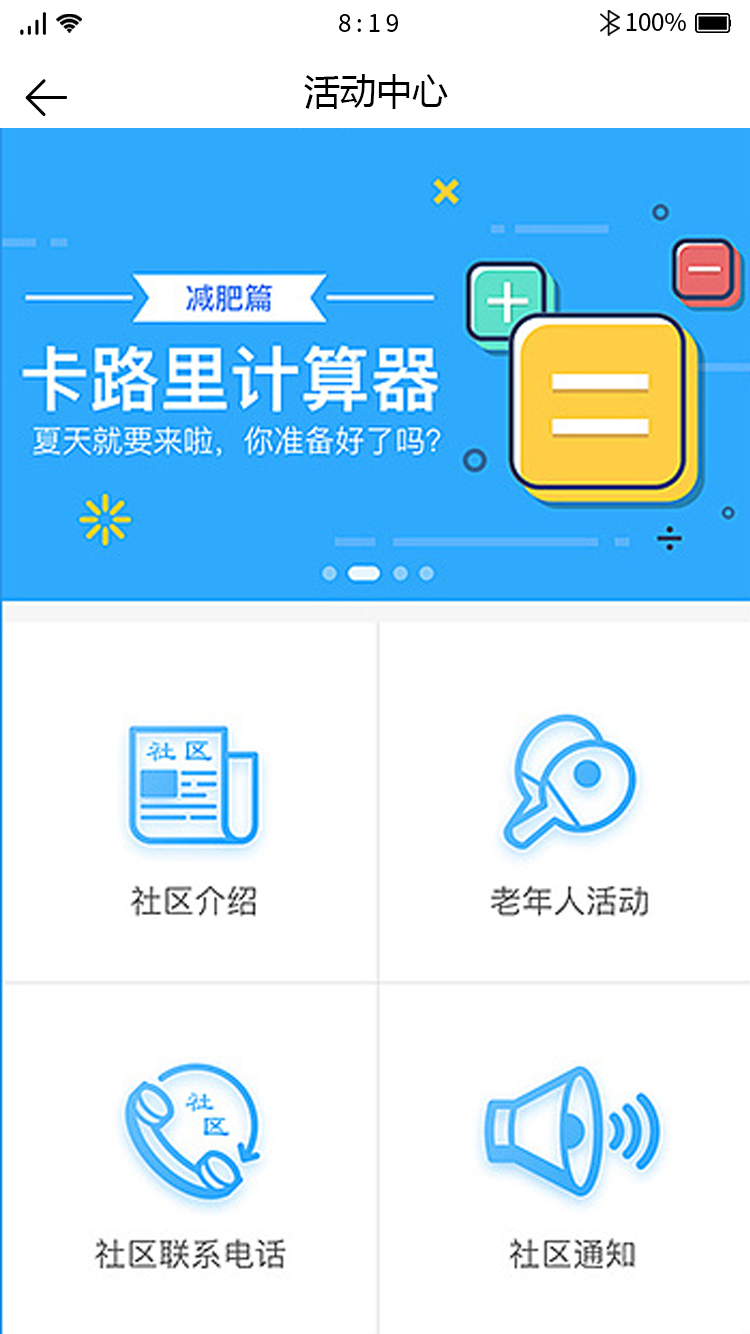 8:19
100%
活动中心
减肥篇
卡路里计算器
夏天就要来啦，你准备好了吗？
社区
社区介绍
老年人活动
社
区
社区联系电话
社区通知